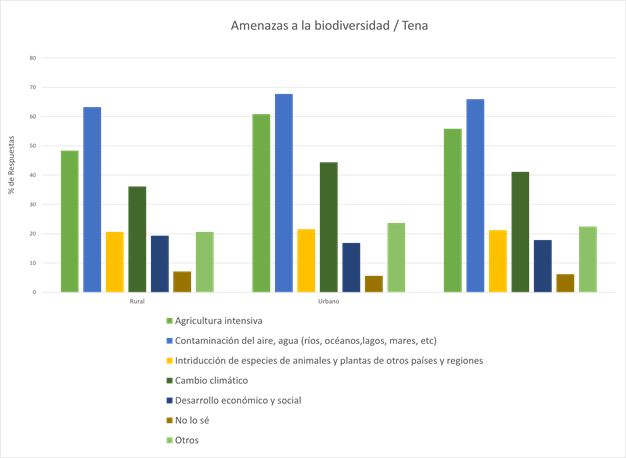 Amenazas a la biodiversidad / Tena
80
70
60
50
40
30
20
10
0
% de Respuestas
Rural
Urbano
Agricultura intensiva
Contaminación del aire, agua (ríos, océanos,lagos, mares, etc)
Intriducción de especies de animales y plantas de otros países y regiones
Cambio climático
Desarrollo económico y social
No lo sé
Otros